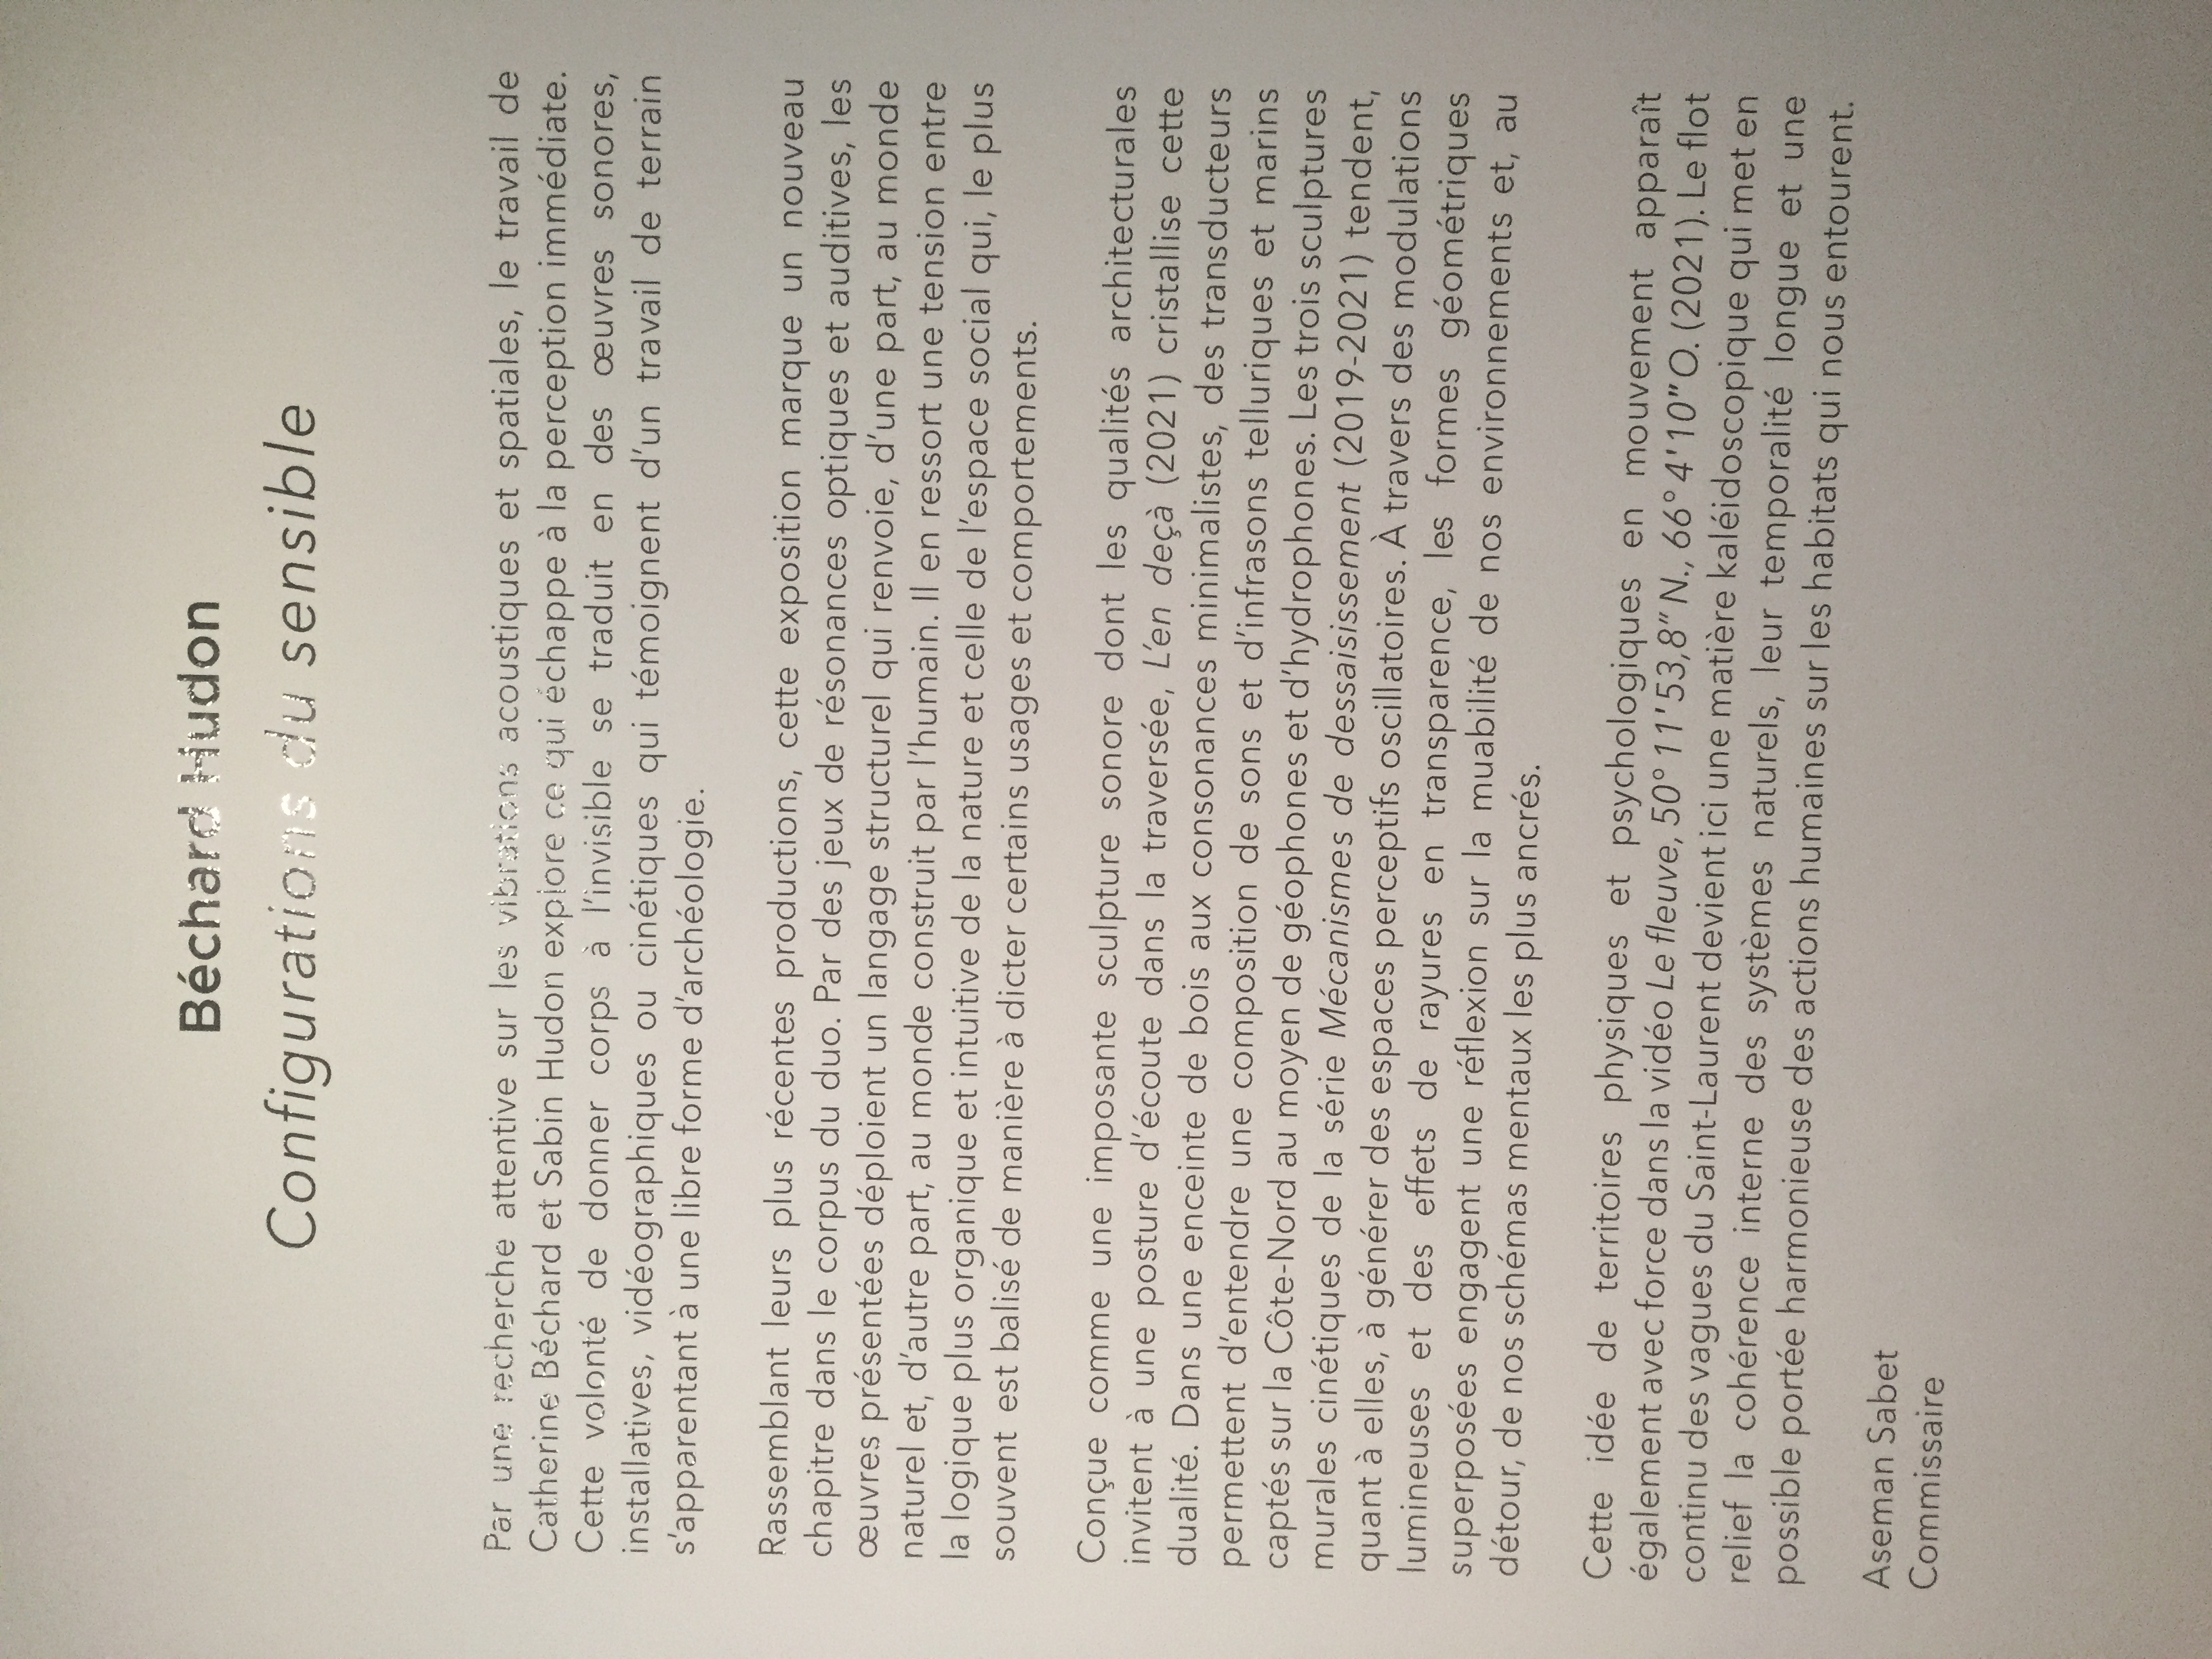 Béchard Hudon
Configurations du sensible
Par une recherche attentive sur les vibrations acoustiques et spatiales, le travail de
Catherine Béchard et Sabin Hudon explore ce qui échappe à la perception immédiate.
Cette volonté de donner corps à l’invisible se traduit en des œuvres sonores,
installatives, vidéographiques ou cinétiques qui témoignent d’un travail de terrain
s’apparentant à une libre forme d’archéologie.
Rassemblant leurs plus récentes productions, cette exposition marque un nouveau
chapitre dans le corpus du duo. Par des jeux de résonances optiques et auditives, les
œuvres présentées déploient un langage structurel qui renvoie, d’une part, au monde
naturel et, d’autre part, au monde construit par l’humain. Il en ressort une tension entre
la logique plus organique et intuitive de la nature et celle de l’espace social qui, le plus
souvent est balisé de manière à dicter certains usages et comportements.
Conçue comme une imposante sculpture sonore dont les qualités architecturales
invitent à une posture d’écoute dans la traversée, L’en deçà (2021) cristallise cette
dualité. Dans une enceinte de bois aux consonances minimalistes, des transducteurs
permettent d’entendre une composition de sons et d’infrasons telluriques et marins
captés sur la Côte-Nord au moyen de géophones et d’hydrophones. Les trois sculptures
murales cinétiques de la série Mécanismes de dessaisissement (2019-2021) tendent,
quant à elles, à générer des espaces perceptifs oscillatoires. À travers des modulations
lumineuses et des effets de rayures en transparence, les formes géométriques
superposées engagent une réflexion sur la muabilité de nos environnements et, au
détour, de nos schémas mentaux les plus ancrés.
Cette idée de territoires physiques et psychologiques en mouvement apparaît
également avec force dans la vidéo Le fleuve, 50° 11'53,8” N., 66° 4'10” O. (2021). Le flot
continu des vagues du Saint-Laurent devient ici une matière kaléidoscopique qui met en
relief la cohérence interne des systèmes naturels, leur temporalité longue et une
possible portée harmonieuse des actions humaines sur les habitats qui nous entourent.
Aseman Sabet
Commissaire